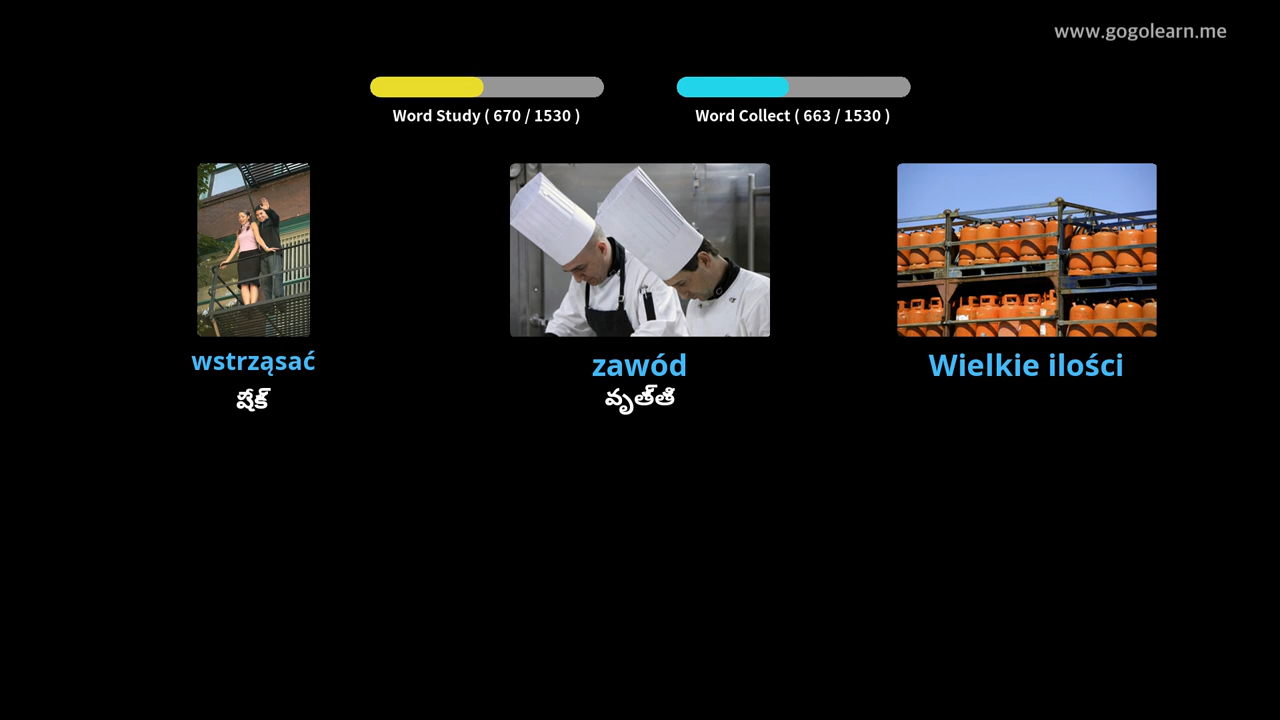 www.gogolearn.me
Word Study ( 670 / 1530 )
Word Collect ( 663 / 1530 )
wstrząsać
zawód
Wielkie ilości
షేక్
వృత్తి